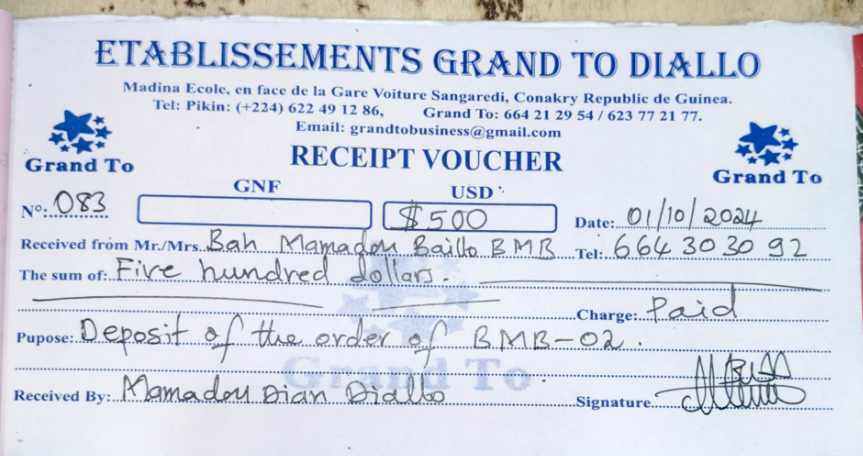 ETABLISSEMENTS GRAND TO DIALLO
Madina Ecole, en face de la Gare Voiture Sangaredi, Conakry Republic de Guinea.
Tel: Pikin: (+224) 622 49 12 86, Grand To: 664 21 29 54 / 623 77 21 77.
Email: grandtobusiness@gmail.com
Grand To
RECEIPT VOUCHER
Grand To
GNF USD
Nº: 083 $500 Date: 01/10/2024
Received from Mr./Mrs. Bah Mamadou Baillo BMB Tel: 664 30 30 92
The sum of: Five hundred dollars.
Charge: Paid
Pupose: Deposit of the order of BMB-02.
Grand To
Received By: Mamadou Dian Diallo Signature